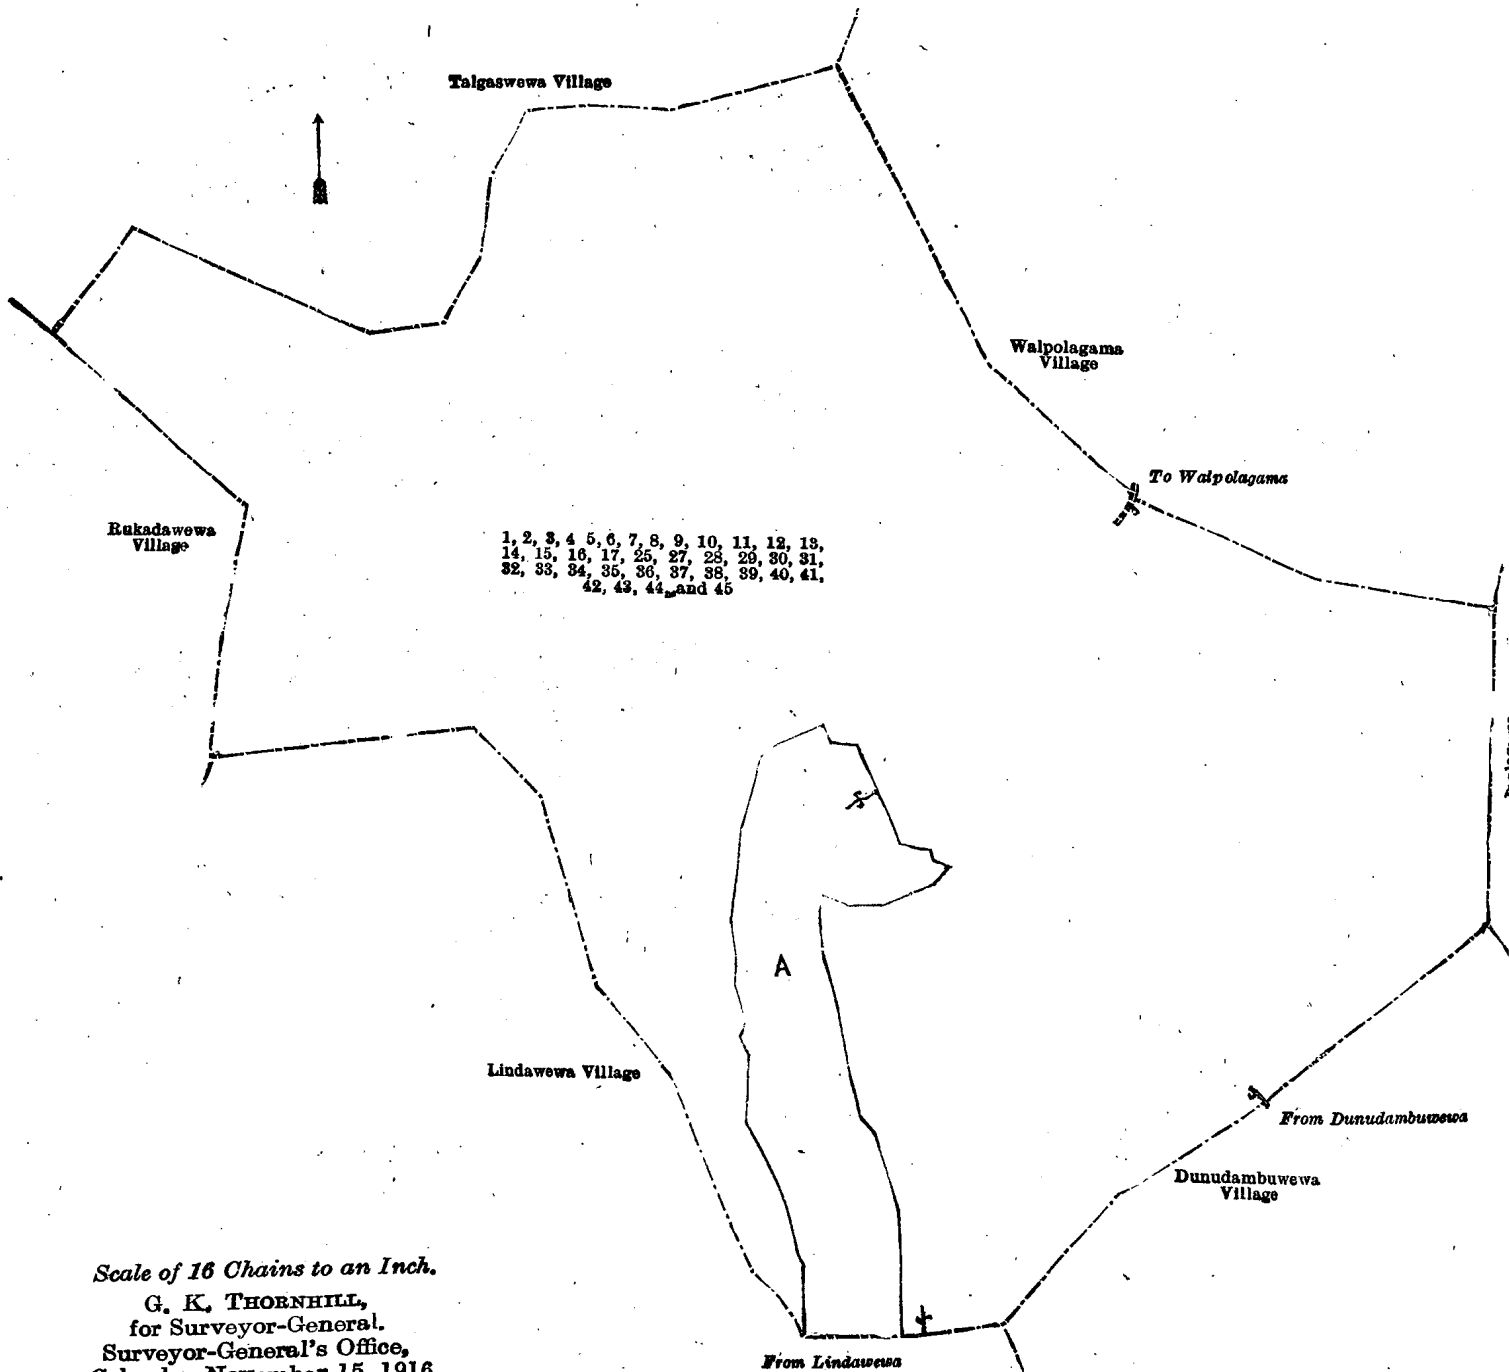 Talgaswewa Village
Walpolagama
Village
To Walpolagama
Rukadawewa
Village
1, 2, 3, 4 5, 6, 7, 8, 9, 10, 11, 12, 13,
14, 15, 16, 17, 25, 27, 28, 29, 30, 31,
32, 33, 34, 35, 36, 37, 38, 39, 40, 41,
42, 43, 44, and 45
A
Lindawewa Village
From Dunudambuwewa
Dunudambuwewa
Village
Scale of 16 Chains to an Inch.
G. K. THORNHILL,
for Surveyor-General.
Surveyor-General's Office,
November 15, 1916
From Lindawewa